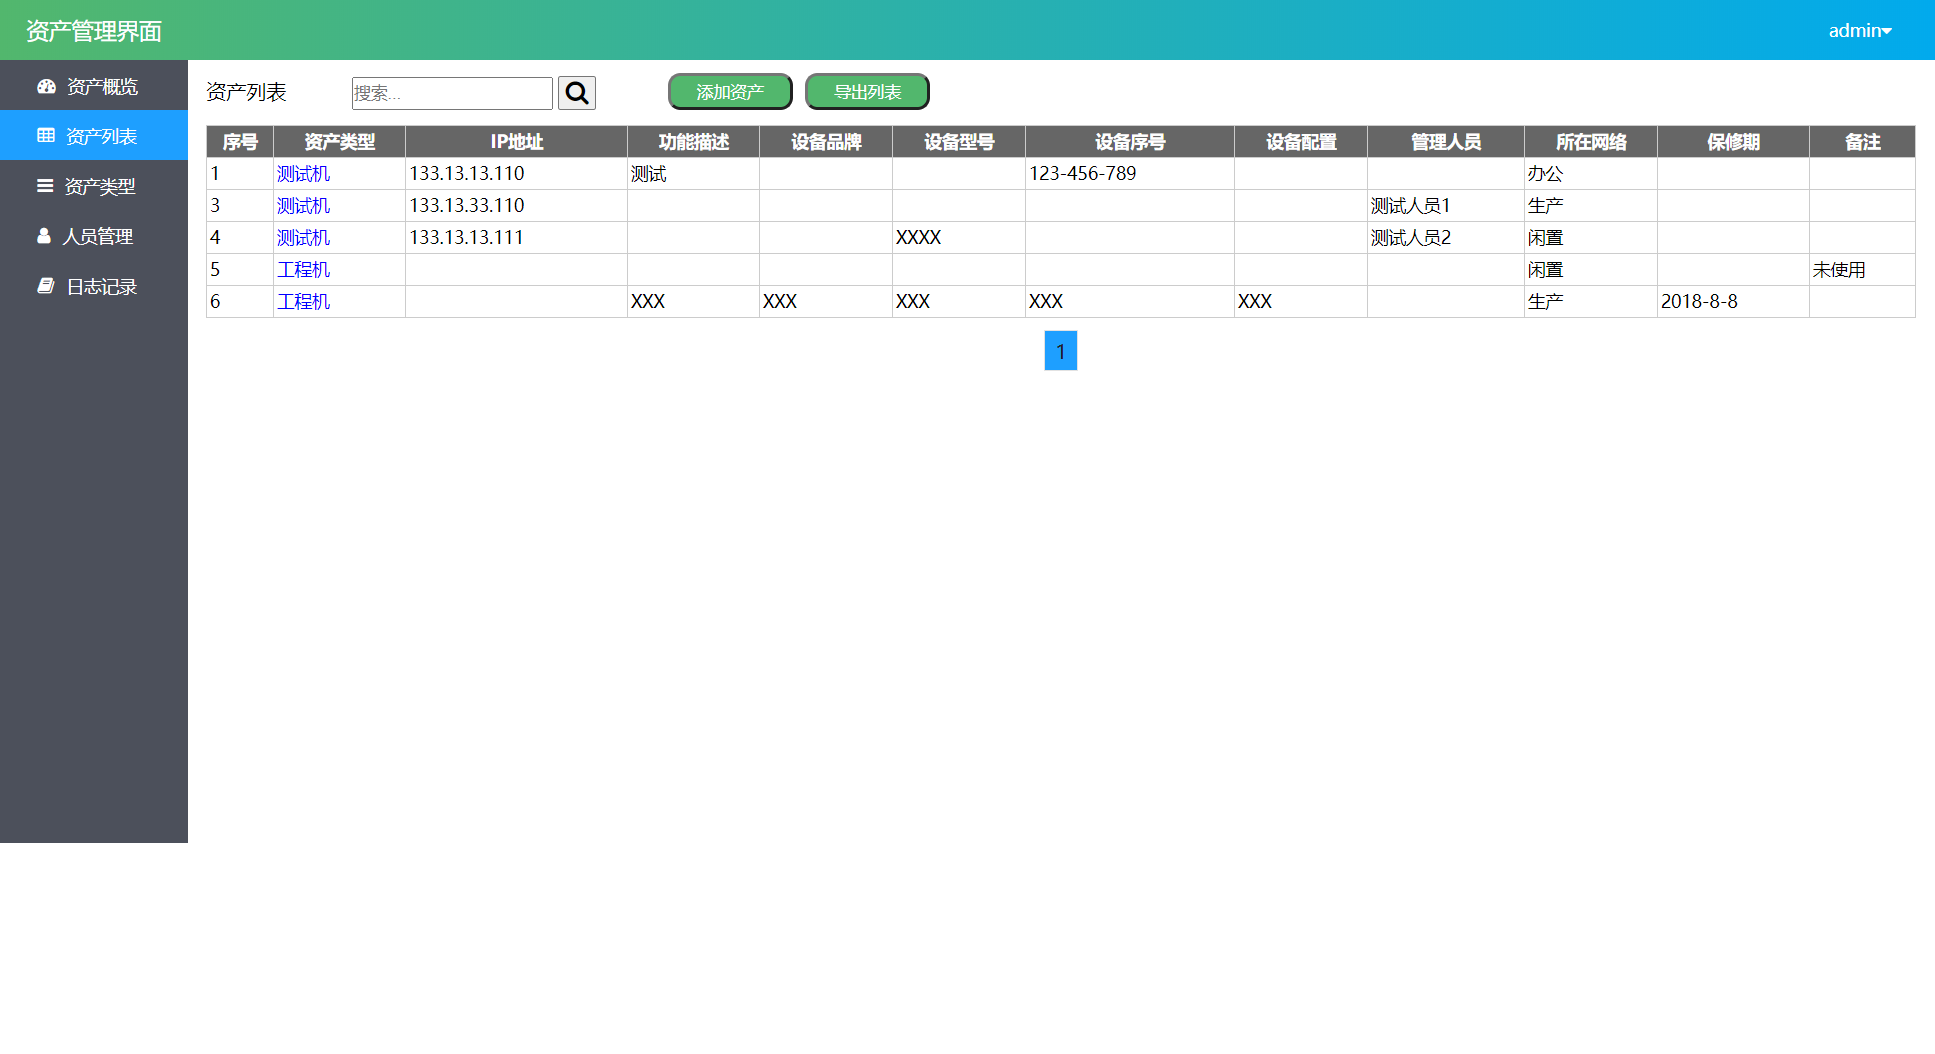 资产管理界面
admin
资产概览
资产列表
资产类型
人员管理
日志记录
资产列表 搜索... 添加资产 导出列表
序号 资产类型 IP地址 功能描述 设备品牌 设备型号 设备序号 设备配置 管理人员 所在网络 保修期 备注
1 测试机 133.13.13.110 测试 123-456-789 办公
3 测试机 133.13.33.110 测试人员1 生产
4 测试机 133.13.13.111 XXXX 测试人员2 闲置
5 工程机 闲置 未使用
6 工程机 XXX XXX XXX XXX XXX 生产 2018-8-8
1